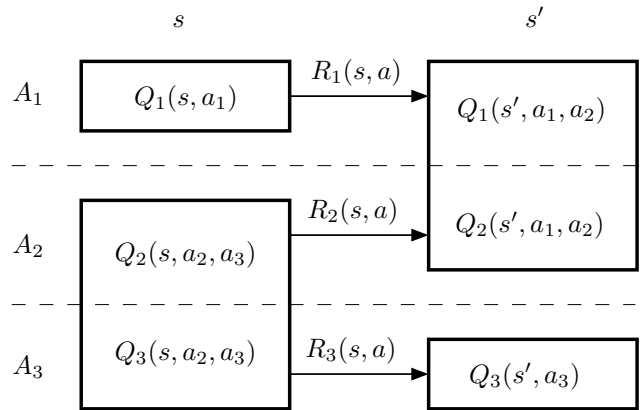 s s′
R₁(s, a)
A₁ Q₁(s, a₁) Q₁(s′, a₁, a₂)
R₂(s, a)
A₂ Q₂(s, a₂, a₃) Q₂(s′, a₁, a₂)
R₃(s, a)
A₃ Q₃(s, a₂, a₃) Q₃(s′, a₃)